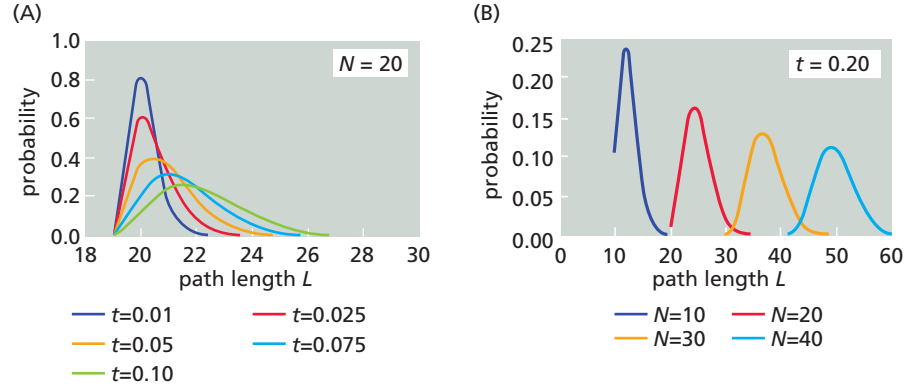 (A)
probability
1.0
0.8
0.6
0.4
0.2
0.0
N = 20
18 20 22 24 26 28 30
path length L
t=0.01 t=0.025
t=0.05 t=0.075
t=0.10
(B)
probability
0.25
0.20
0.15
0.10
0.05
0.00
t = 0.20
0 10 20 30 40 50 60
path length L
N=10 N=20
N=30 N=40